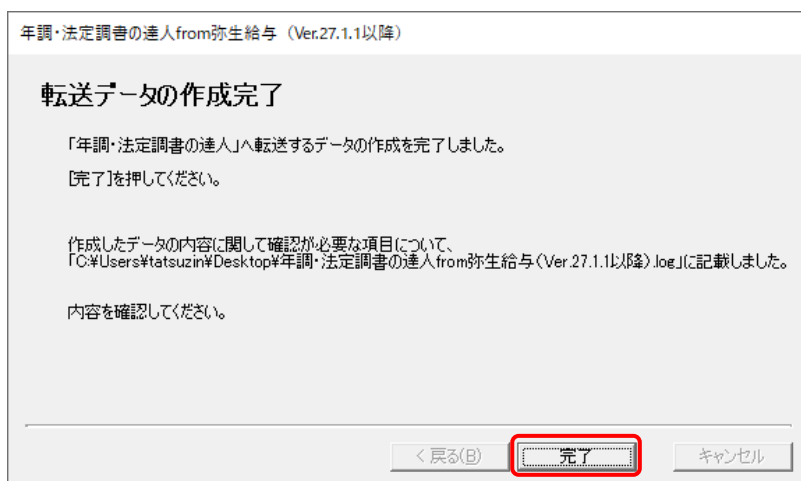 年調・法定調書の達人from弥生給与（Ver.27.1.1以降）
転送データの作成完了
「年調・法定調書の達人」へ転送するデータの作成を完了しました。
[完了]を押してください。
作成したデータの内容に関して確認が必要な項目について、
「C:¥Users¥tatsuzin¥Desktop¥年調・法定調書の達人from弥生給与(Ver.27.1.1以降).log」に記載しました。
内容を確認してください。
< 戻る(B) 完了 キャンセル